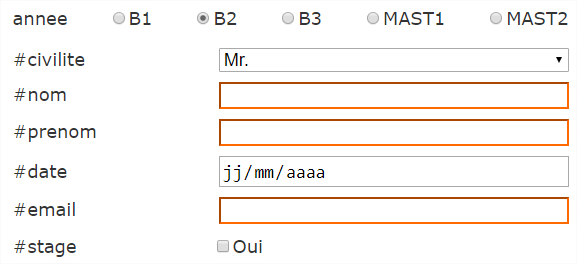 annee B1 B2 B3 MAST1 MAST2
#civilite Mr.
#nom
#prenom
#date jj/mm/aaaa
#email
#stage Oui